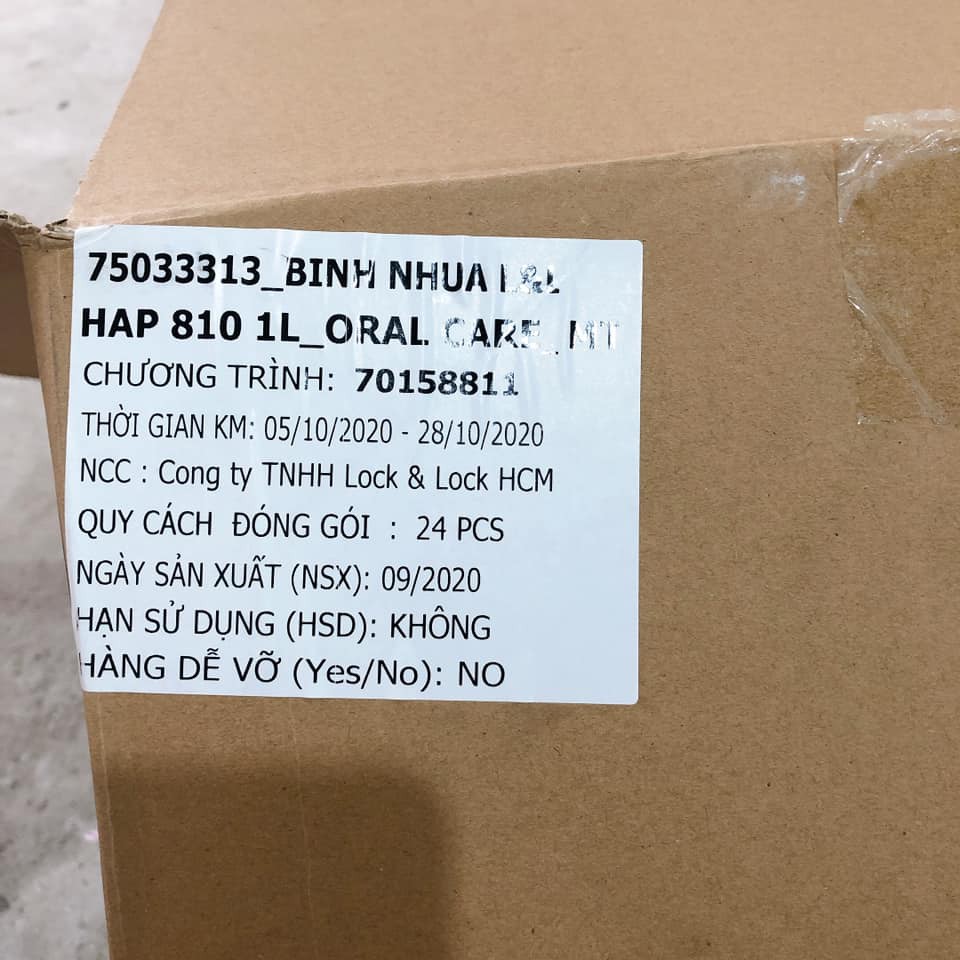 75033313_BINH NHUA L&L
HAP 810 1L_ORAL CARE_MT
CHƯƠNG TRÌNH: 70158811
THỜI GIAN KM: 05/10/2020 - 28/10/2020
NCC : Cong ty TNHH Lock & Lock HCM
QUY CÁCH ĐÓNG GÓI : 24 PCS
NGÀY SẢN XUẤT (NSX): 09/2020
HẠN SỬ DỤNG (HSD): KHÔNG
HÀNG DỄ VỠ (Yes/No): NO